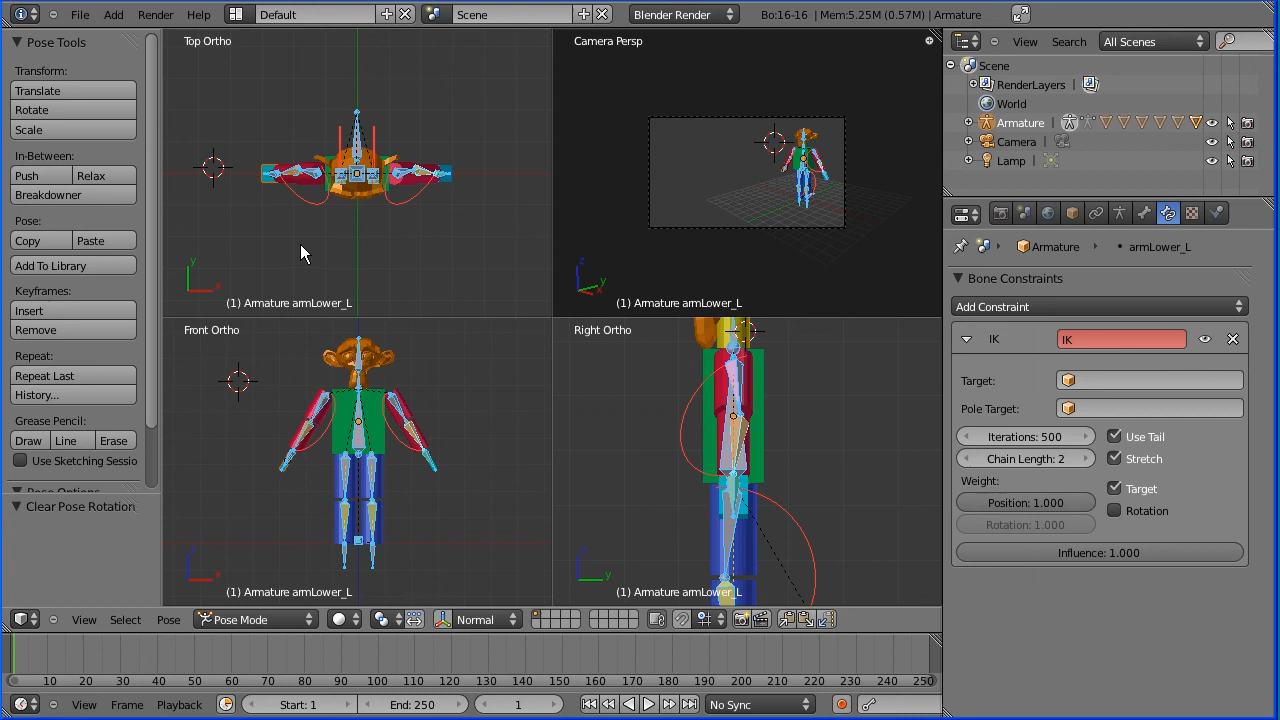 File Add Render Help Default Scene Blender Render Bo:16-16 | Mem:5.25M (0.57M) | Armature
Pose Tools
Transform:
Translate
Rotate
Scale
In-Between:
Push Relax
Breakdowner
Pose:
Copy Paste
Add To Library
Keyframes:
Insert
Remove
Repeat:
Repeat Last
History...
Grease Pencil:
Draw Line Erase
Use Sketching Sessio
Clear Pose Rotation
Top Ortho
y
x
(1) Armature armLower_L
Camera Persp
z
y
x
(1) Armature armLower_L
Front Ortho
z
x
(1) Armature armLower_L
Right Ortho
z
y
(1) Armature armLower_L
View Select Pose Pose Mode Normal
10 20 30 40 50 60 70 80 90 100 110 120 130 140 150 160 170 180 190 200 210 220 230 240 250
View Frame Playback Start: 1 End: 250 1 No Sync
View Search All Scenes
Scene
RenderLayers |
World
Armature |
Camera |
Lamp |
Armature armLower_L
Bone Constraints
Add Constraint
IK IK
Target:
Pole Target:
Iterations: 500 Use Tail
Chain Length: 2 Stretch
Weight:
Target
Position: 1.000
Rotation
Rotation: 1.000
Influence: 1.000